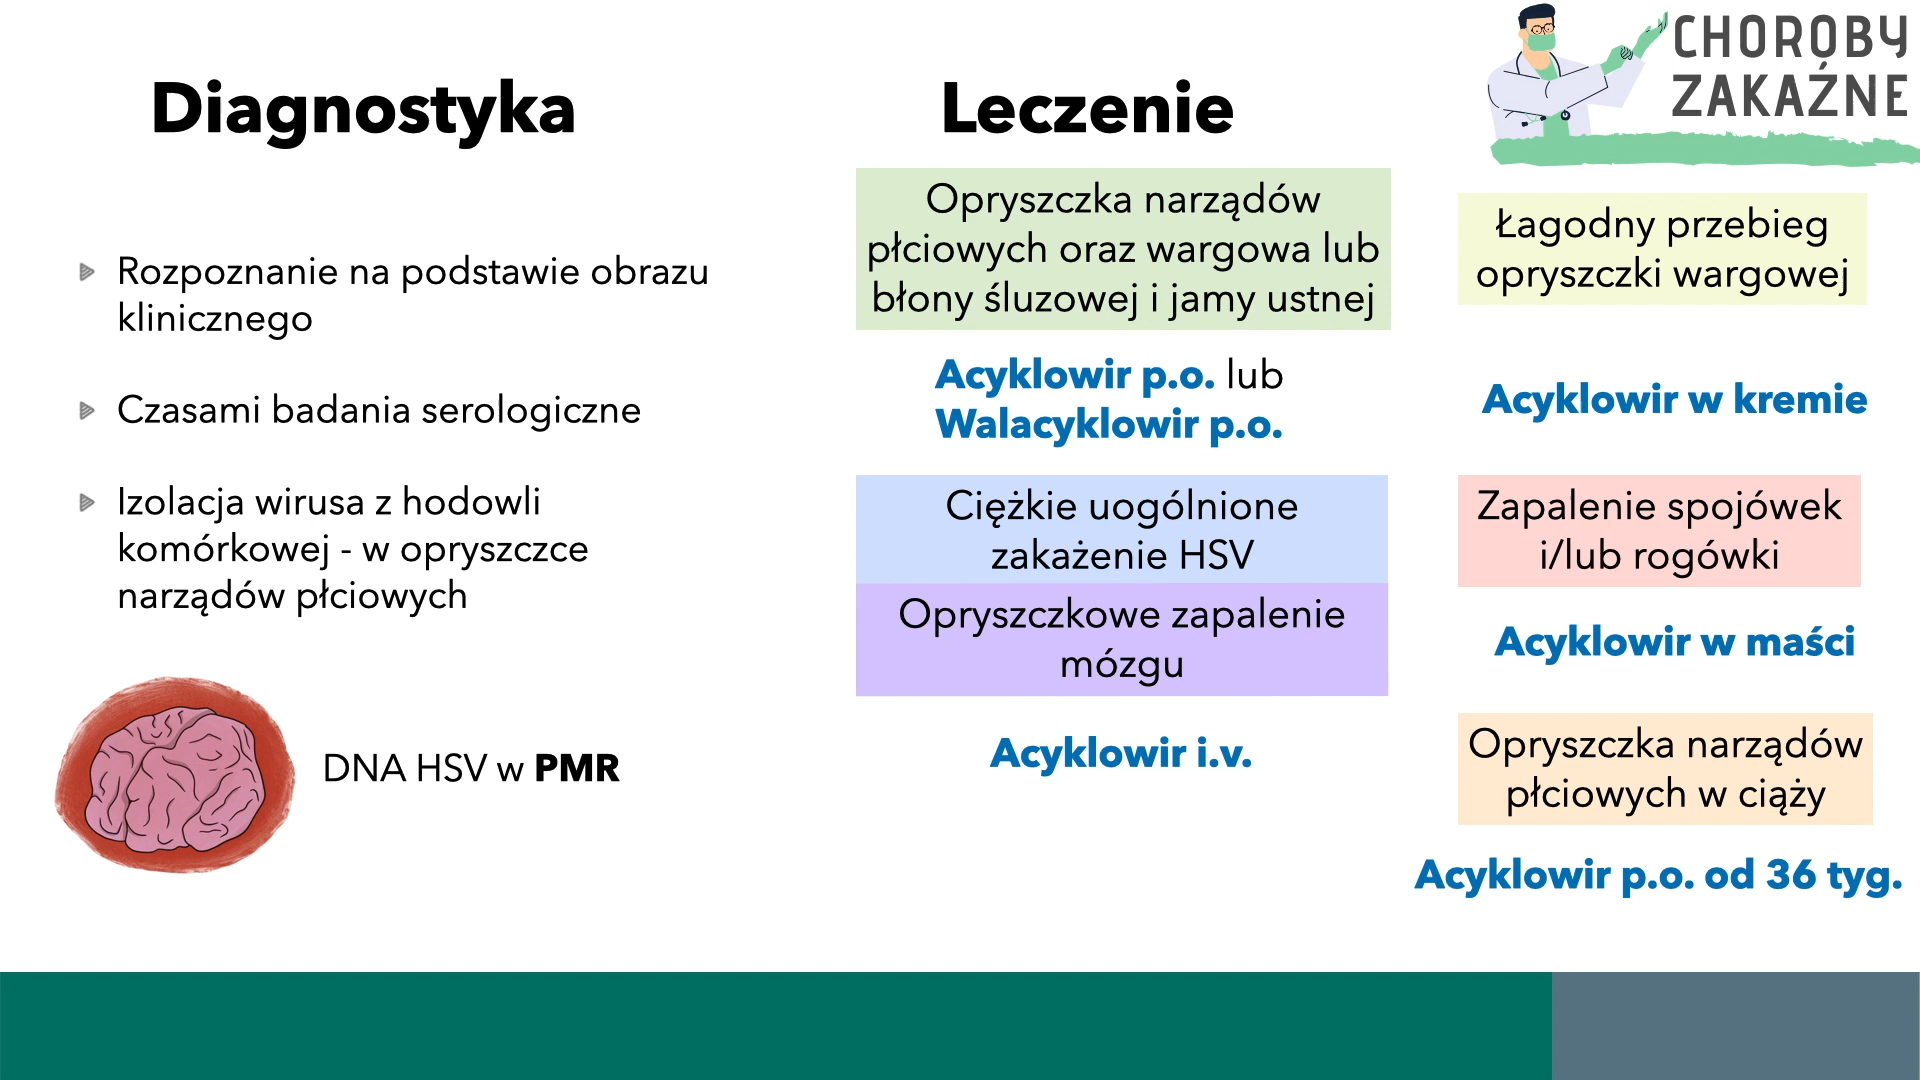 CHOROBY
ZAKAŹNE
Diagnostyka
Rozpoznanie na podstawie obrazu
klinicznego
Czasami badania serologiczne
Izolacja wirusa z hodowli
komórkowej - w opryszczce
narządów płciowych
DNA HSV w PMR
Leczenie
Opryszczka narządów
płciowych oraz wargowa lub
błony śluzowej i jamy ustnej
Acyklowir p.o. lub
Walacyklowir p.o.
Ciężkie uogólnione
zakażenie HSV
Opryszczkowe zapalenie
mózgu
Acyklowir i.v.
Łagodny przebieg
opryszczki wargowej
Acyklowir w kremie
Zapalenie spojówek
i/lub rogówki
Acyklowir w maści
Opryszczka narządów
płciowych w ciąży
Acyklowir p.o. od 36 tyg.